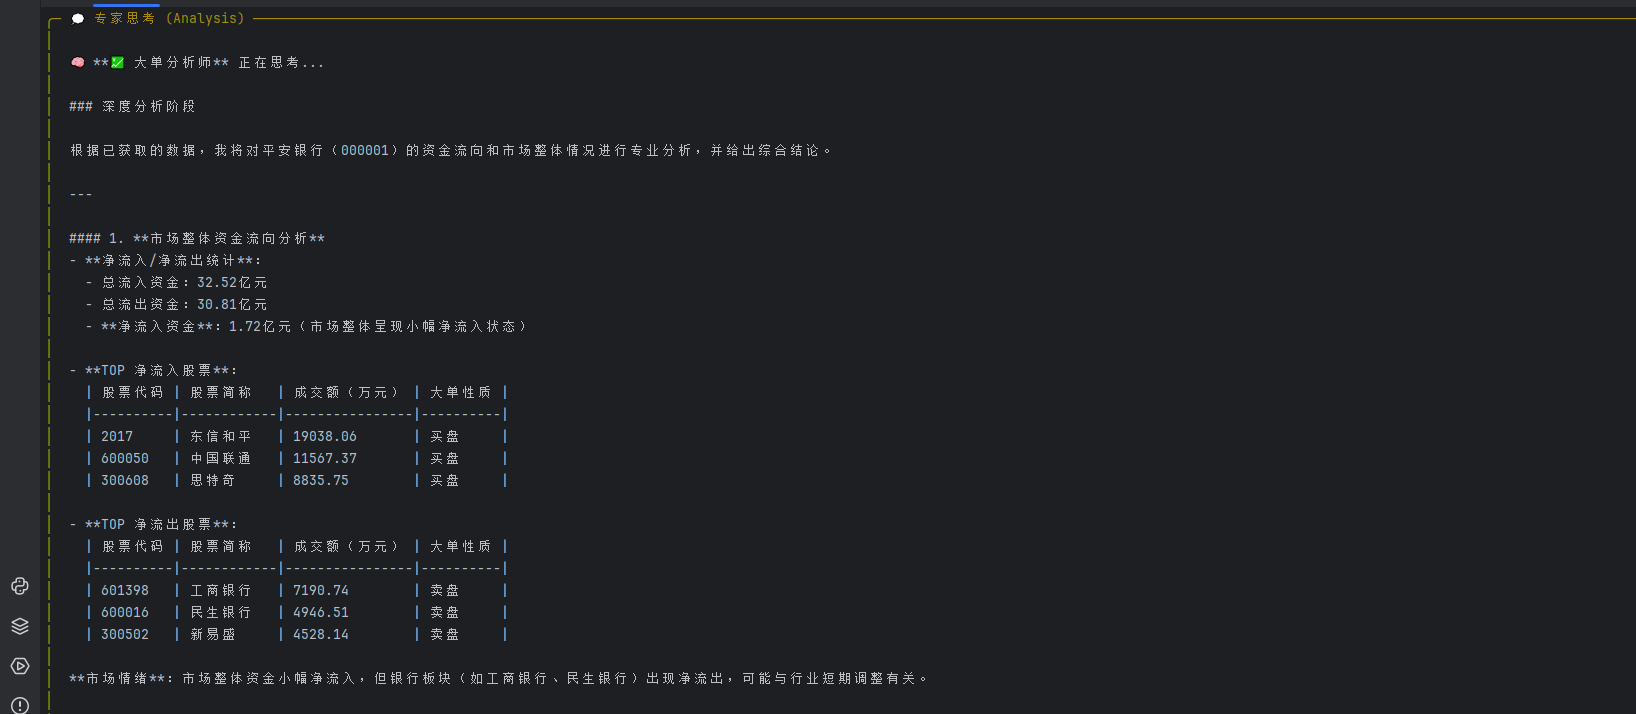 💬 专家思考 (Analysis)
🧠 **💹 大单分析师** 正在思考...
### 深度分析阶段
根据已获取的数据，我将对平安银行（000001）的资金流向和市场整体情况进行专业分析，并给出综合结论。
---
#### 1. **市场整体资金流向分析**
- **净流入/净流出统计**:
- 总流入资金: 32.52亿元
- 总流出资金: 30.81亿元
- **净流入资金**: 1.72亿元（市场整体呈现小幅净流入状态）
- **TOP 净流入股票**:
| 股票代码 | 股票简称   | 成交额（万元） | 大单性质 |
|----------|------------|----------------|----------|
| 2017     | 东信和平   | 19038.06       | 买盘     |
| 600050   | 中国联通   | 11567.37       | 买盘     |
| 300608   | 思特奇     | 8835.75        | 买盘     |
- **TOP 净流出股票**:
| 股票代码 | 股票简称   | 成交额（万元） | 大单性质 |
|----------|------------|----------------|----------|
| 601398   | 工商银行   | 7190.74        | 卖盘     |
| 600016   | 民生银行   | 4946.51        | 卖盘     |
| 300502   | 新易盛     | 4528.14        | 卖盘     |
**市场情绪**: 市场整体资金小幅净流入，但银行板块（如工商银行、民生银行）出现净流出，可能与行业短期调整有关。